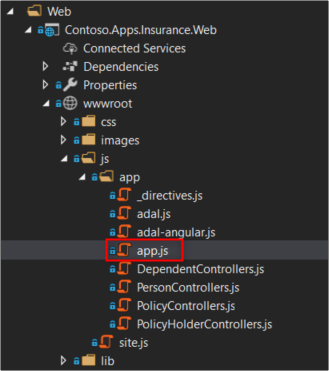 Web
Contoso.Apps.Insurance.Web
Connected Services
Dependencies
Properties
wwwroot
css
images
js
app
_directives.js
adal.js
adal-angular.js
app.js
DependentControllers.js
PersonControllers.js
PolicyControllers.js
PolicyHolderControllers.js
site.js
lib